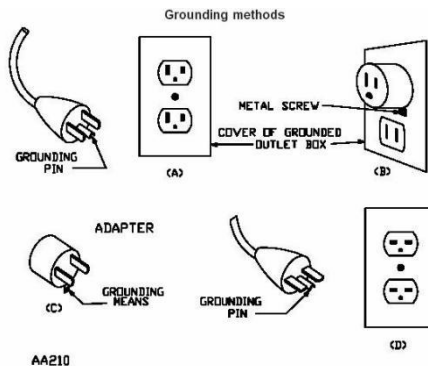 Grounding methods
GROUNDING
PIN
(A)
METAL SCREW
COVER OF GROUNDED
OUTLET BOX
(B)
ADAPTER
GROUNDING
MEANS
(C)
GROUNDING
PIN
(D)
AA210